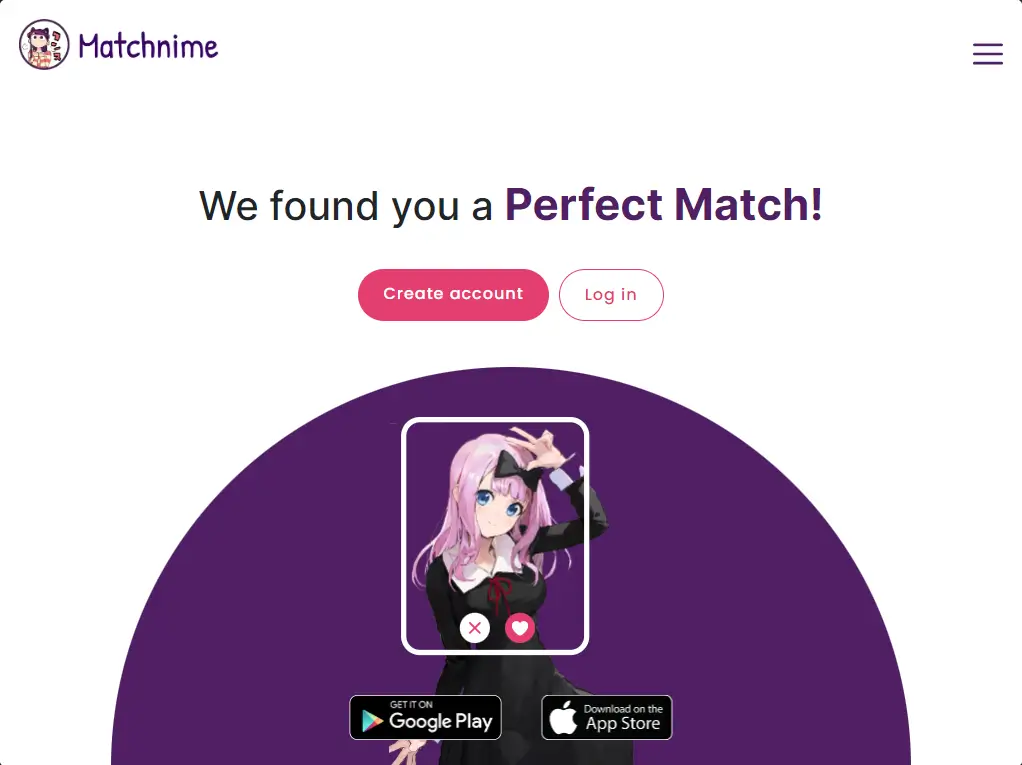 Matchnime
We found you a Perfect Match!
Create account
Log in
GET IT ON
Google Play
Download on the
App Store